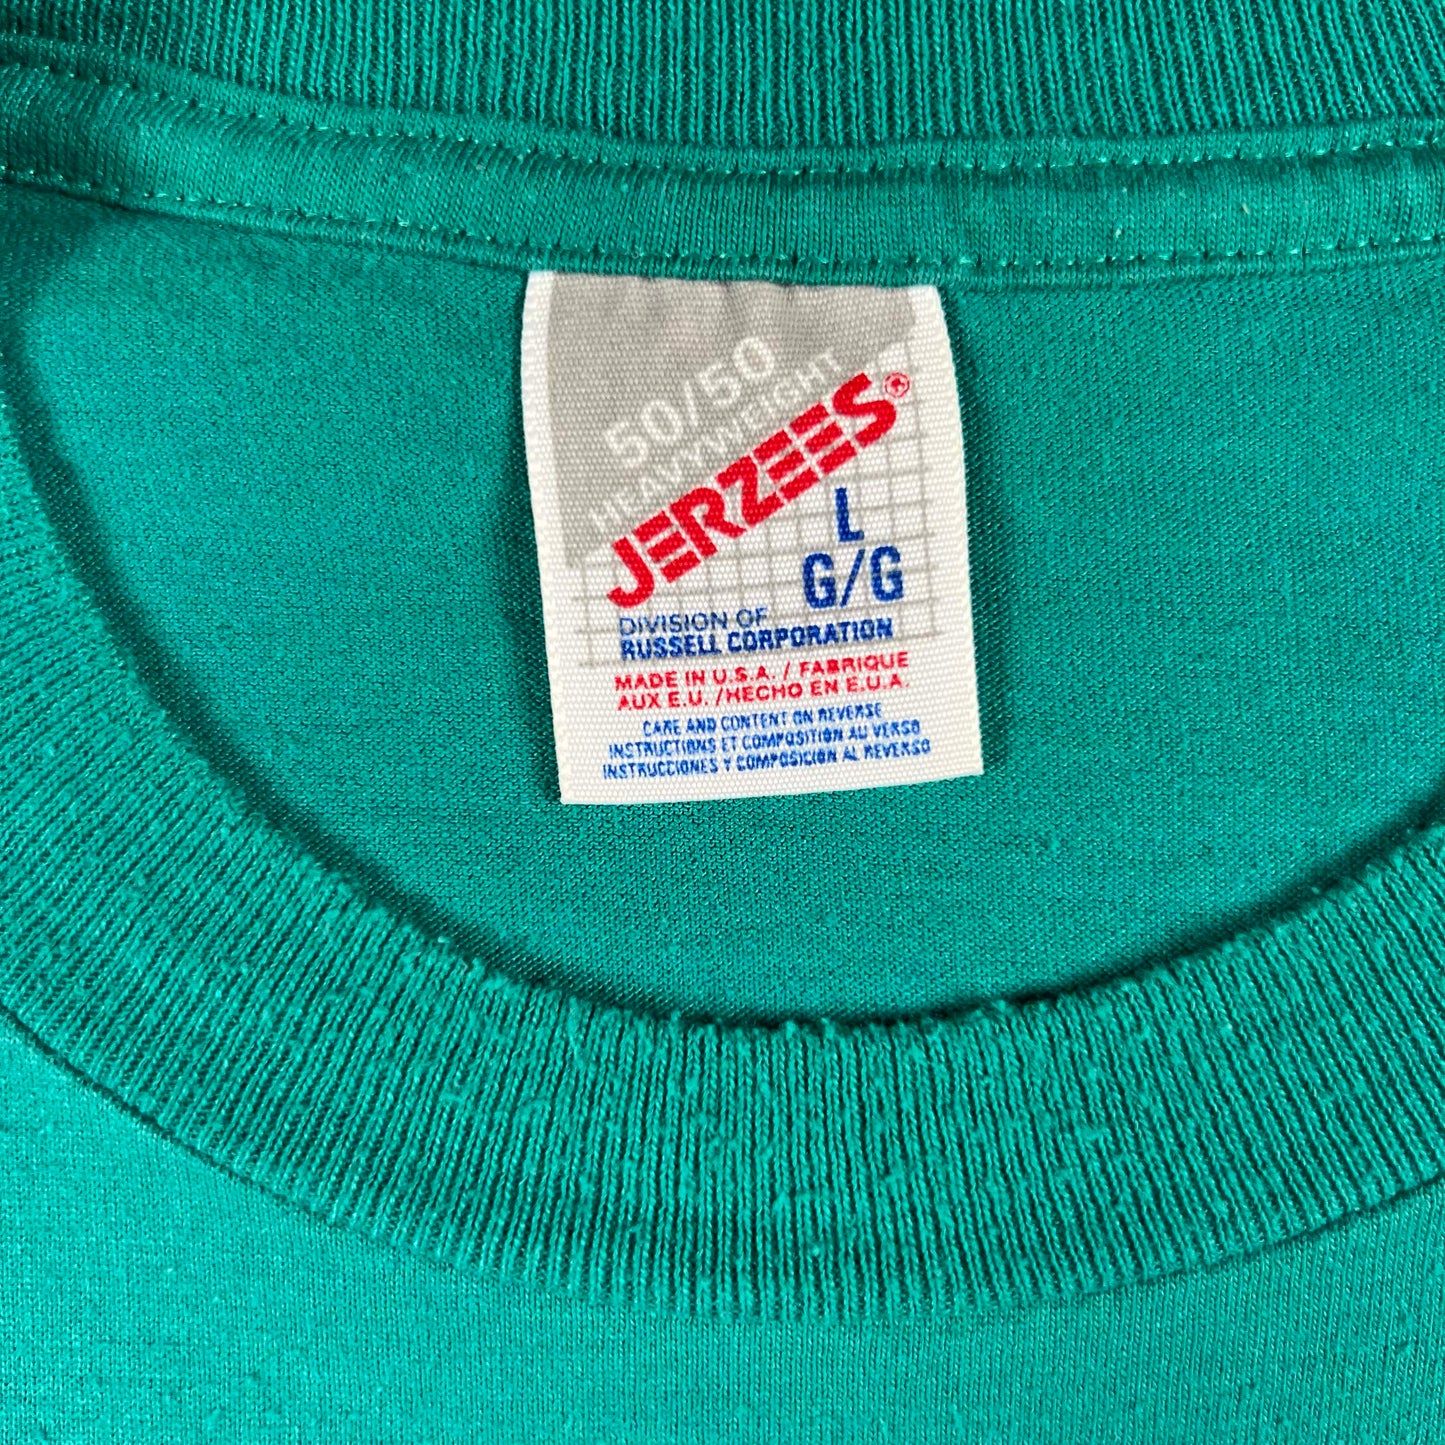 50/50
HEAVYWEIGHT
JERZEES®
L
G/G
DIVISION OF
RUSSELL CORPORATION
MADE IN U.S.A. / FABRIQUE
AUX E.U. /HECHO EN E.U.A.
CARE AND CONTENT ON REVERSE
INSTRUCTIONS ET COMPOSITION AU VERSO
INSTRUCCIONES Y COMPOSICION AL REVERSO